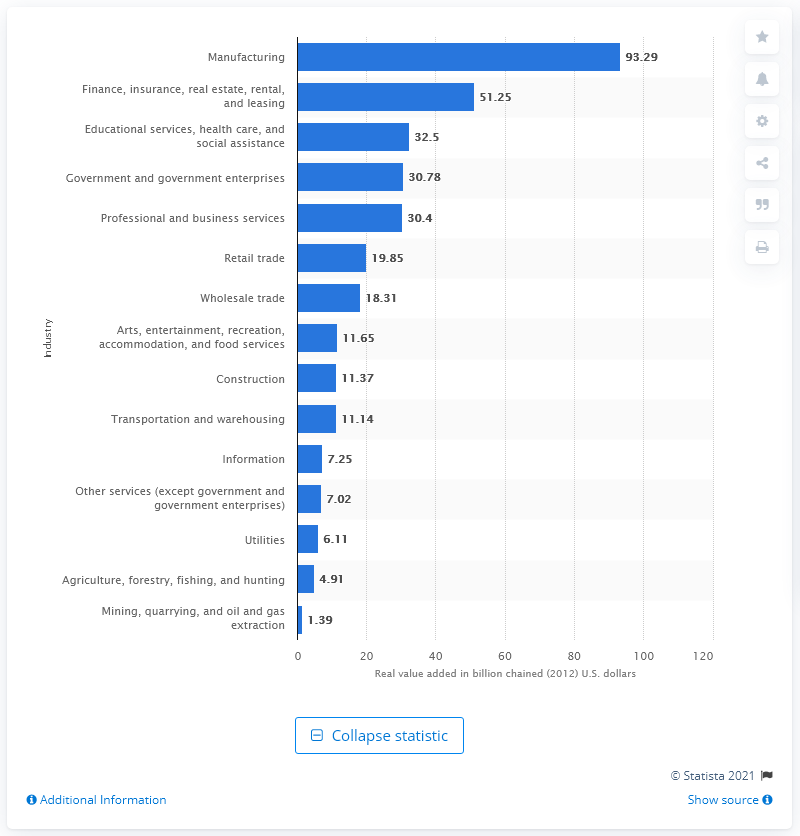 Manufacturing
93.29
Finance, insurance, real estate, rental,
and leasing
51.25
Educational services, health care, and
social assistance
32.5
Government and government enterprises
30.78
Professional and business services
30.4
Retail trade
19.85
Wholesale trade
18.31
Arts, entertainment, recreation,
accommodation, and food services
11.65
Construction
11.37
Transportation and warehousing
11.14
Information
7.25
Other services (except government and
government enterprises)
7.02
Utilities
6.11
Agriculture, forestry, fishing, and hunting
4.91
Mining, quarrying, and oil and gas
extraction
1.39
Industry
0 20 40 60 80 100 120
Real value added in billion chained (2012) U.S. dollars
Collapse statistic
© Statista 2021
Additional Information
Show source